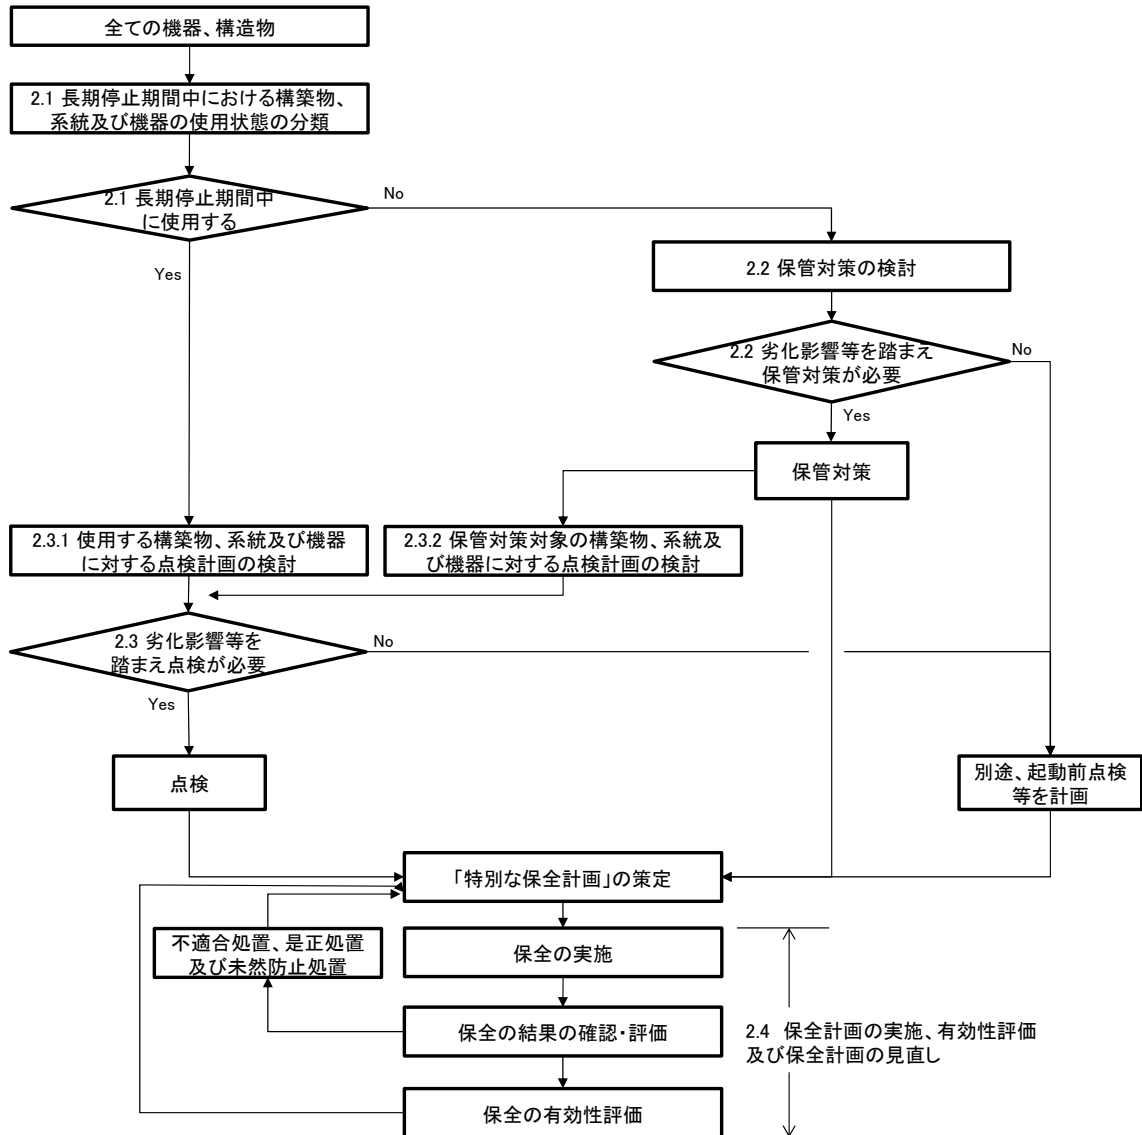 全ての機器、構造物
2.1 長期停止期間中における構築物、
系統及び機器の使用状態の分類
2.1 長期停止期間中
に使用する
No
Yes
2.2 保管対策の検討
2.2 劣化影響等を踏まえ
保管対策が必要
No
Yes
保管対策
2.3.1 使用する構築物、系統及び機器
に対する点検計画の検討
2.3.2 保管対策対象の構築物、系統及
び機器に対する点検計画の検討
2.3 劣化影響等を
踏まえ点検が必要
No
Yes
点検
別途、起動前点検
等を計画
「特別な保全計画」の策定
不適合処置、是正処置
及び未然防止処置
保全の実施
保全の結果の確認・評価
2.4 保全計画の実施、有効性評価
及び保全計画の見直し
保全の有効性評価